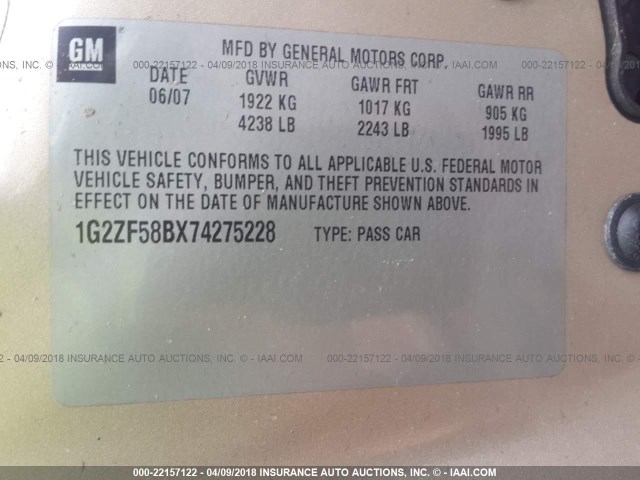 GM
MFD BY GENERAL MOTORS CORP.
DATE GVWR GAWR FRT GAWR RR
06/07 1922 KG 1017 KG 905 KG
4238 LB 2243 LB 1995 LB
THIS VEHICLE CONFORMS TO ALL APPLICABLE U.S. FEDERAL MOTOR
VEHICLE SAFETY, BUMPER, AND THEFT PREVENTION STANDARDS IN
EFFECT ON THE DATE OF MANUFACTURE SHOWN ABOVE.
1G2ZF58BX74275228 TYPE: PASS CAR
000-22157122 - 04/09/2018 INSURANCE AUTO AUCTIONS, INC. © - IAAI.COM